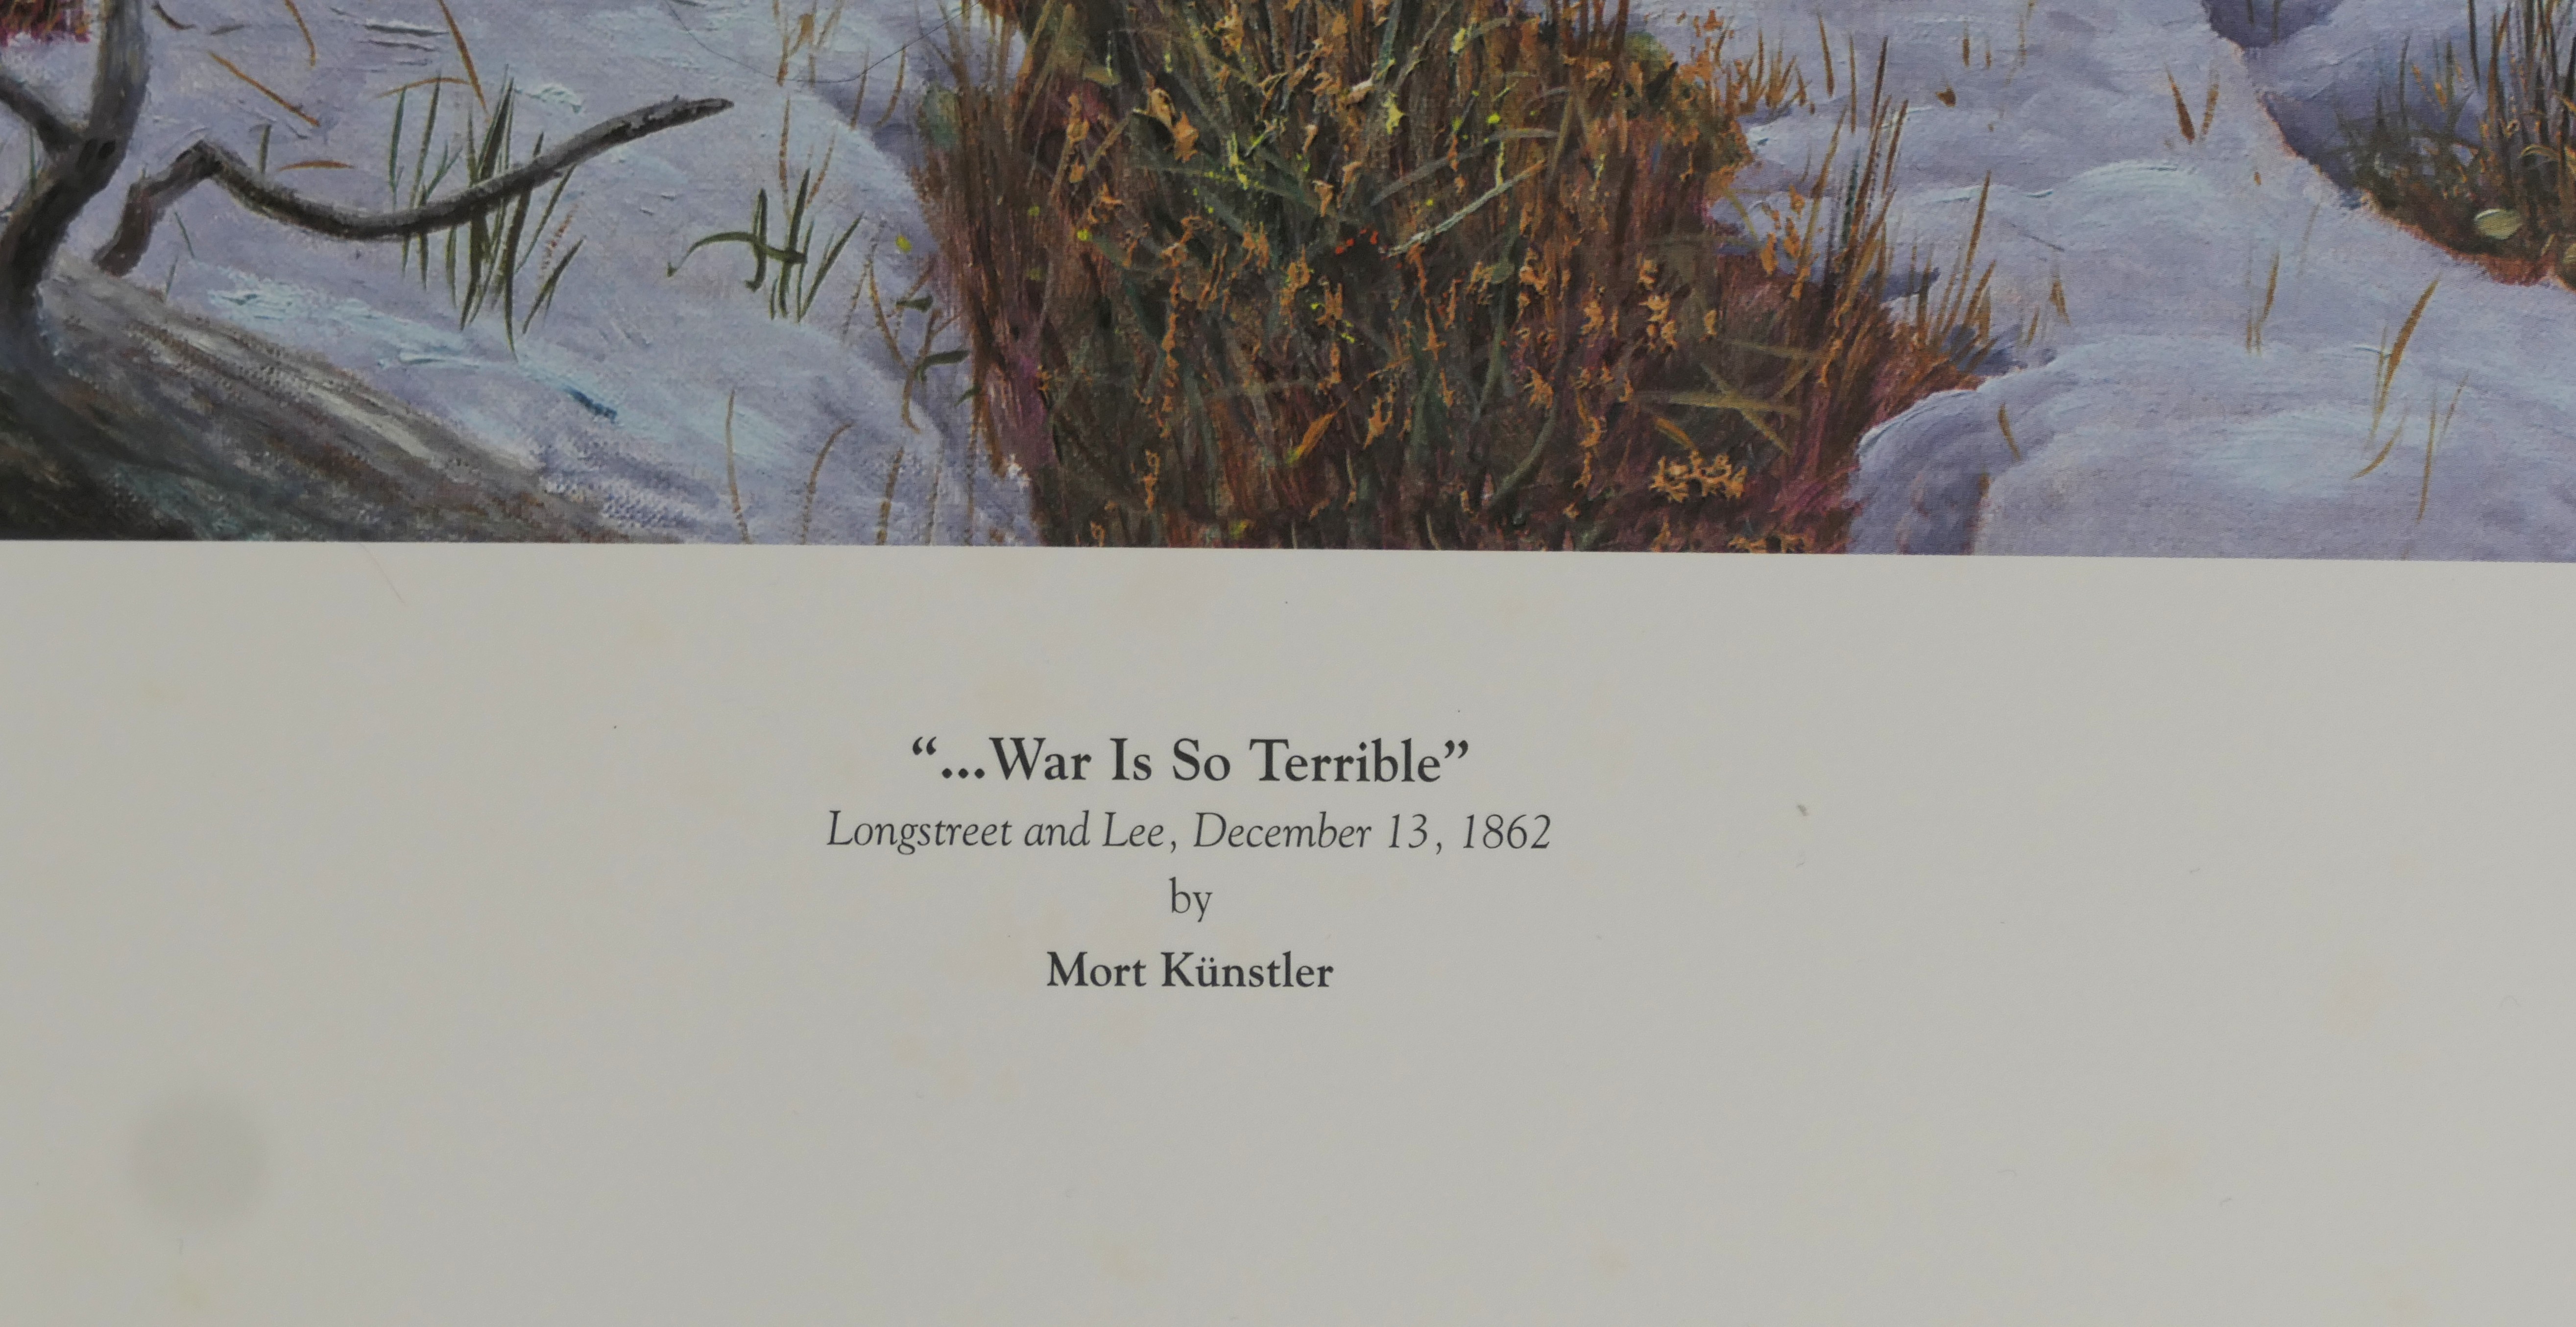 “...War Is So Terrible”
Longstreet and Lee, December 13, 1862
by
Mort Künstler